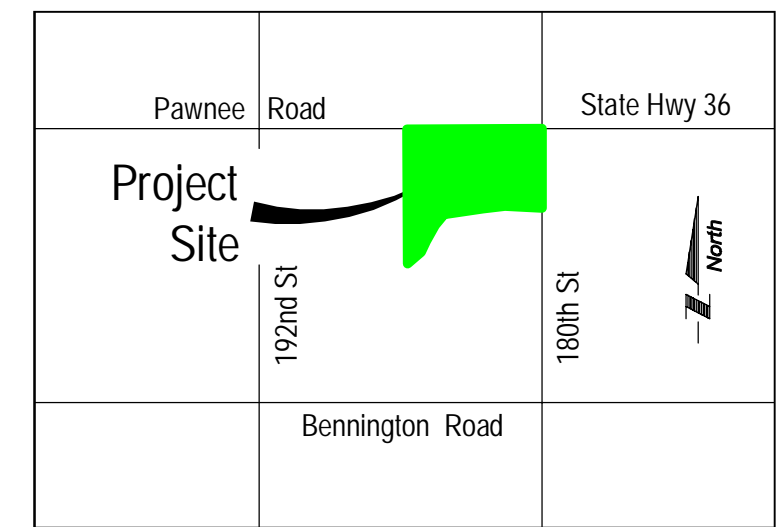 Pawnee Road
State Hwy 36
Project
Site
192nd St
180th St
North
Bennington Road